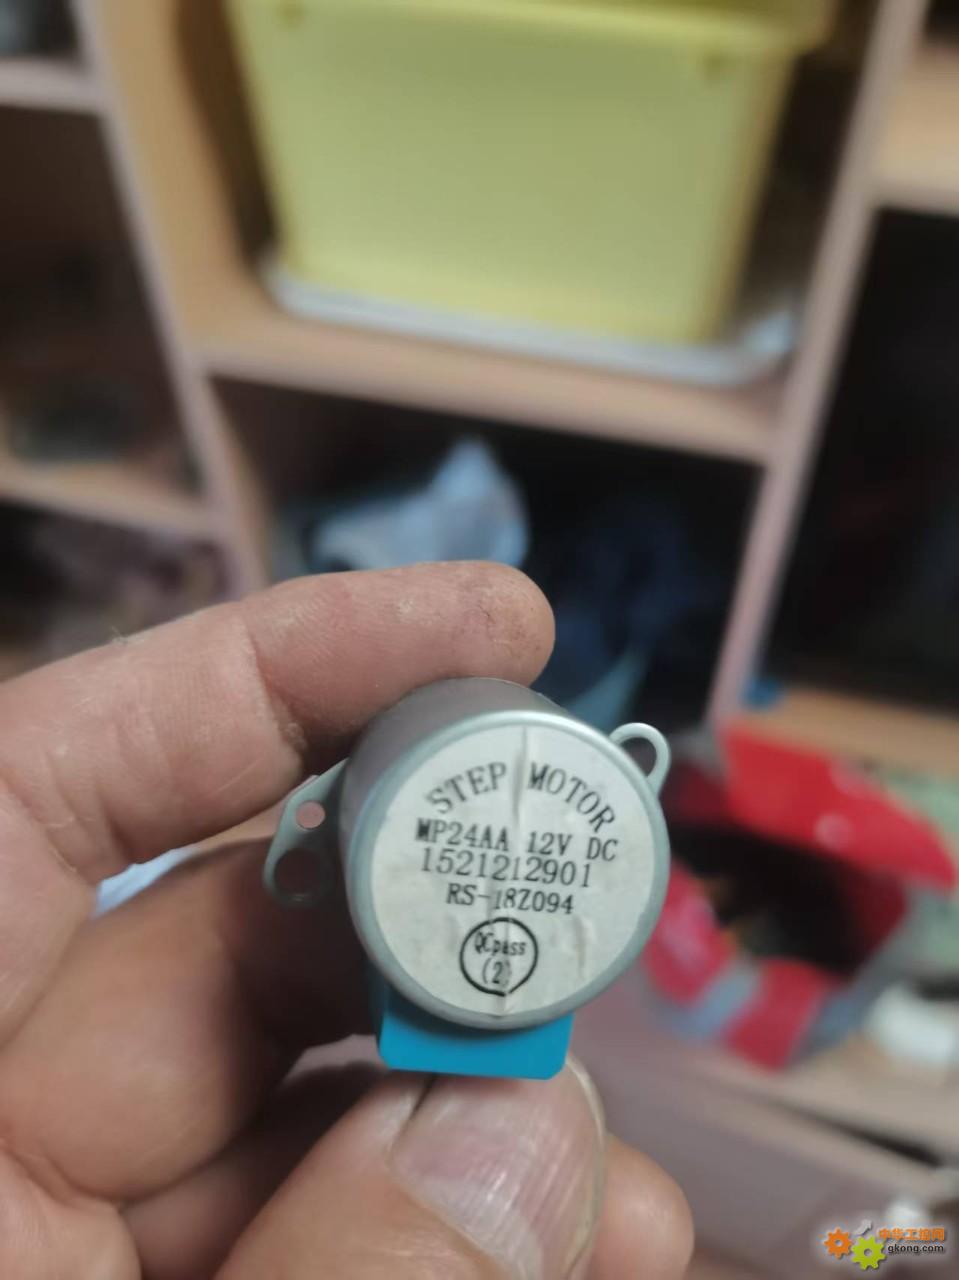 STEP MOTOR
MP24AA 12V DC
1521212901
RS-18Z094
QCpass
(2)
中华工控网
gkong.com